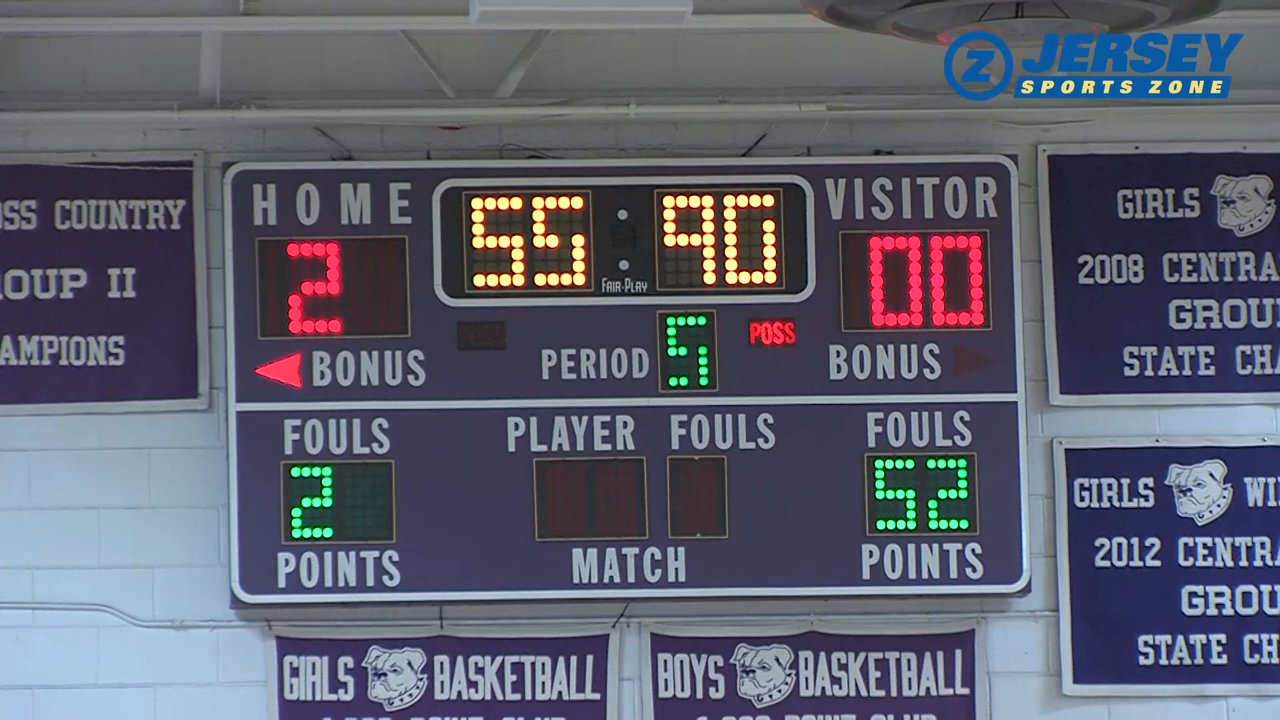 JERSEY
SPORTS ZONE
OSS COUNTRY
OUP II
AMPIONS
HOME
55 90
FAIR-PLAY
VISITOR
2
00
POSS
BONUS
PERIOD 5
BONUS
FOULS
PLAYER FOULS
FOULS
2
52
POINTS
MATCH
POINTS
GIRLS
2008 CENTRA
GROU
STATE CHA
GIRLS WI
2012 CENTRA
GROU
STATE CH
GIRLS BASKETBALL
BOYS BASKETBALL